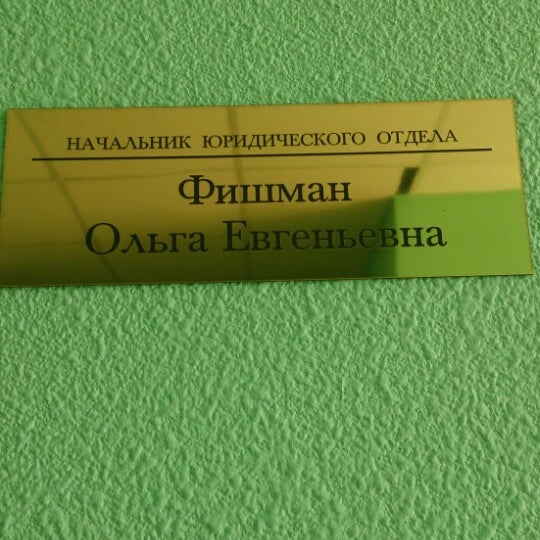 НАЧАЛЬНИК ЮРИДИЧЕСКОГО ОТДЕЛА
Фишман
Ольга Евгеньевна